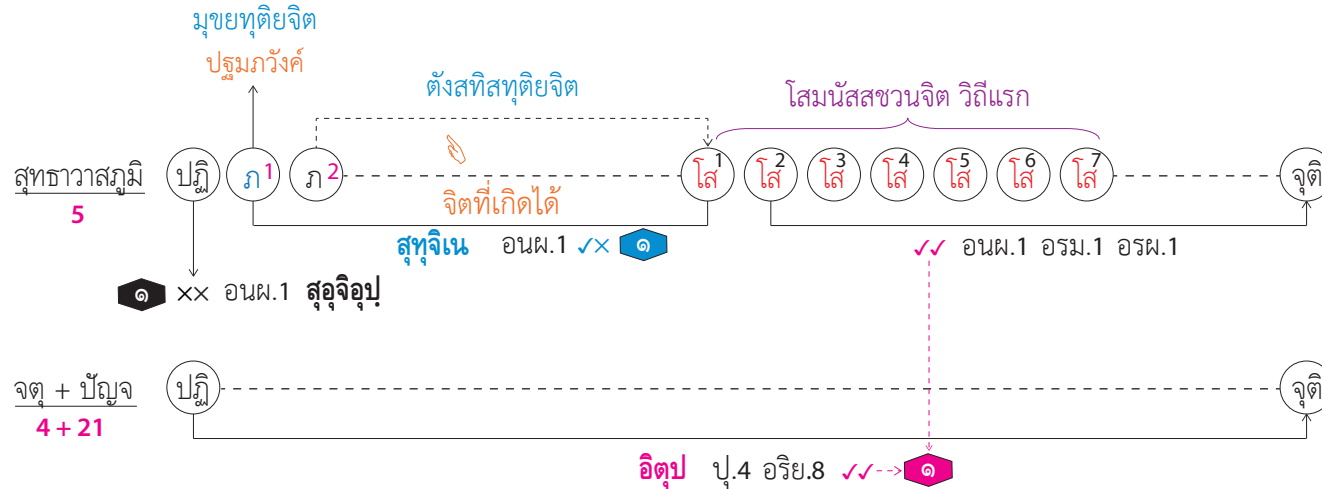 มุขยทุติยจิต
ปฐมภวังค์
ตังสทิสทุติยจิต
โสมนัสสชวนจิต วิถีแรก
สุทธาวาสภูมิ
5
ปฏิ ภ1 ภ2 โส1 โส2 โส3 โส4 โส5 โส6 โส7 จุติ
จิตที่เกิดได้
สุทุจิเน อนผ.1 ✓× ๑
✓✓ อนผ.1 อรม.1 อรผ.1
๑ ×× อนผ.1 สุอุจิอุปฺ
จตุ + ปัญจ
4 + 21
ปฏิ จุติ
อิตุป ปุ.4 อริย.8 ✓✓ ๑